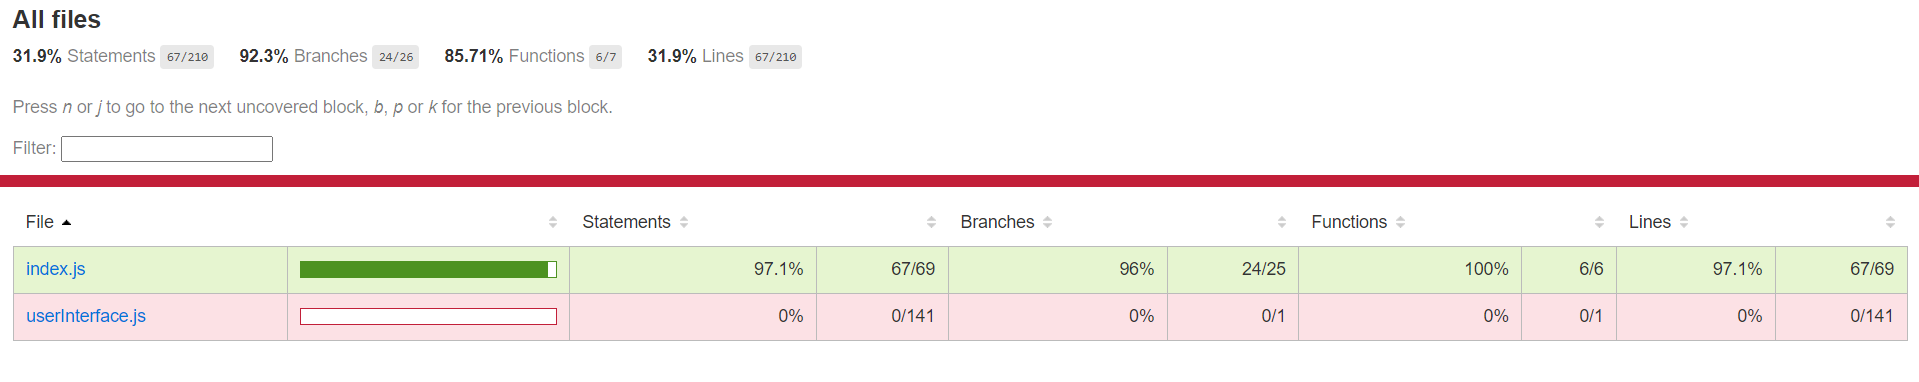 All files
31.9% Statements 67/210 92.3% Branches 24/26 85.71% Functions 6/7 31.9% Lines 67/210
Press n or j to go to the next uncovered block, b, p or k for the previous block.
Filter:
File Statements Branches Functions Lines
index.js 97.1% 67/69 96% 24/25 100% 6/6 97.1% 67/69
userInterface.js 0% 0/141 0% 0/1 0% 0/1 0% 0/141